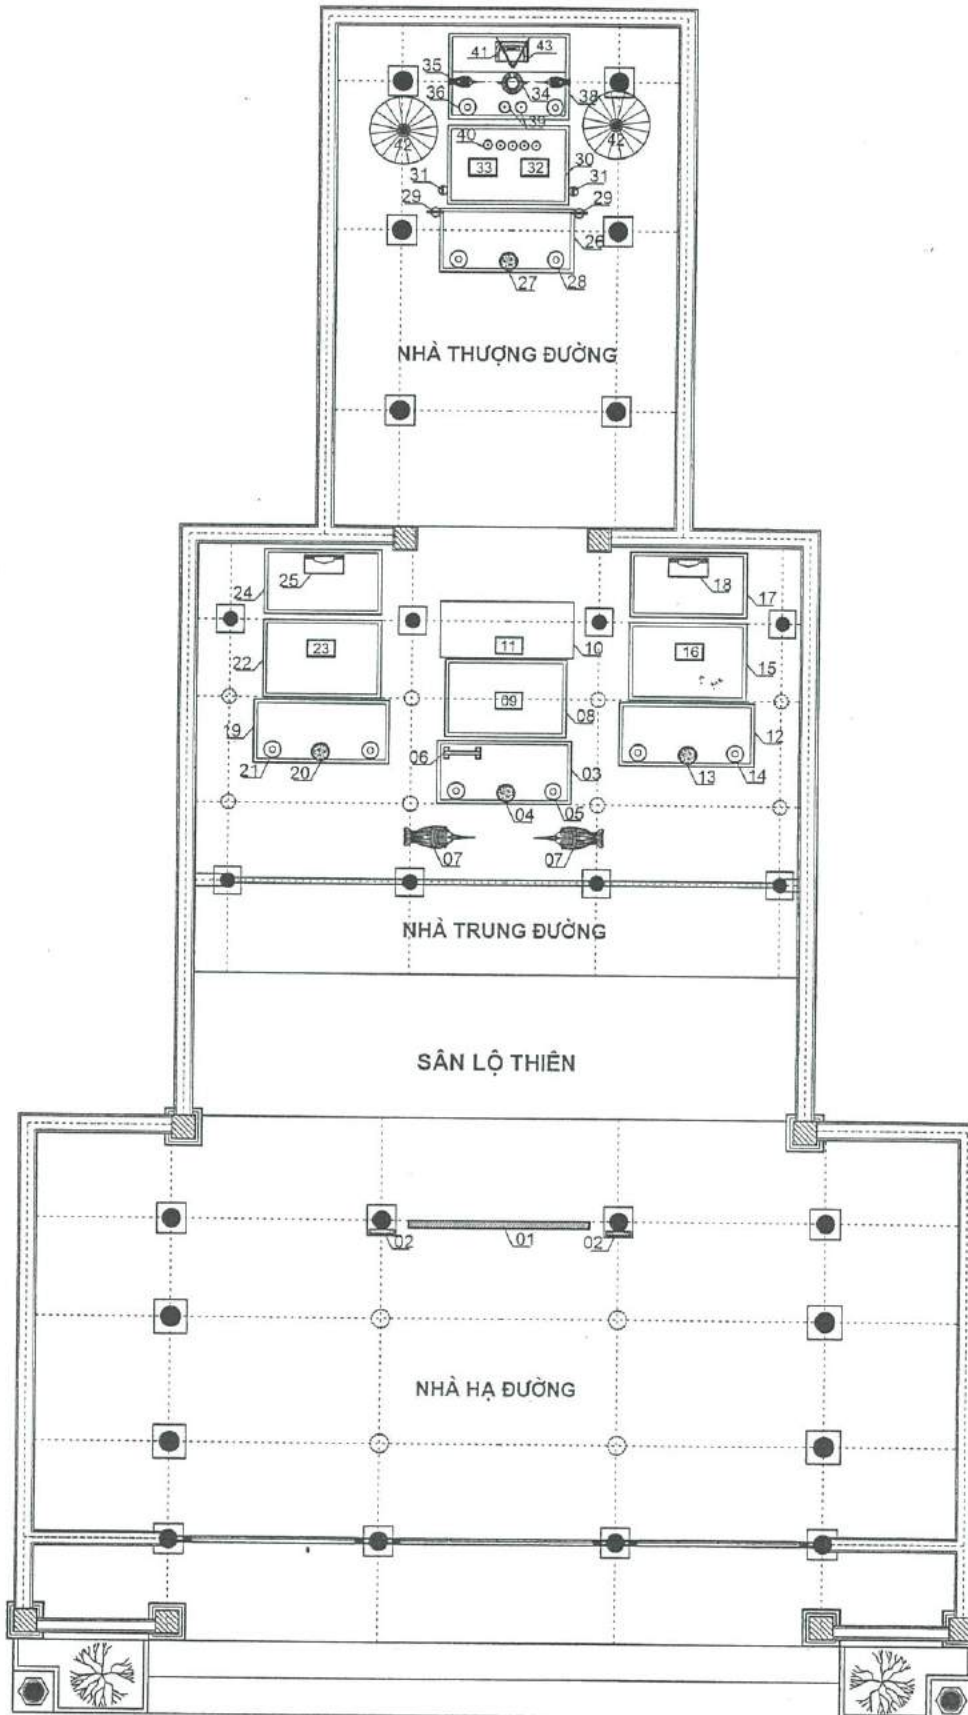 41 43
35
36 34 38
39
42 42
40
33 32 30
31 31
29 29
26
27 28
NHÀ THƯỢNG ĐƯỜNG
24 25 18 17
11 10
22 23 16 15
09 08
19 12
06 03
21 20 13 14
04 05
07 07
NHÀ TRUNG ĐƯỜNG
SÂN LỘ THIÊN
02 01 02
NHÀ HẠ ĐƯỜNG